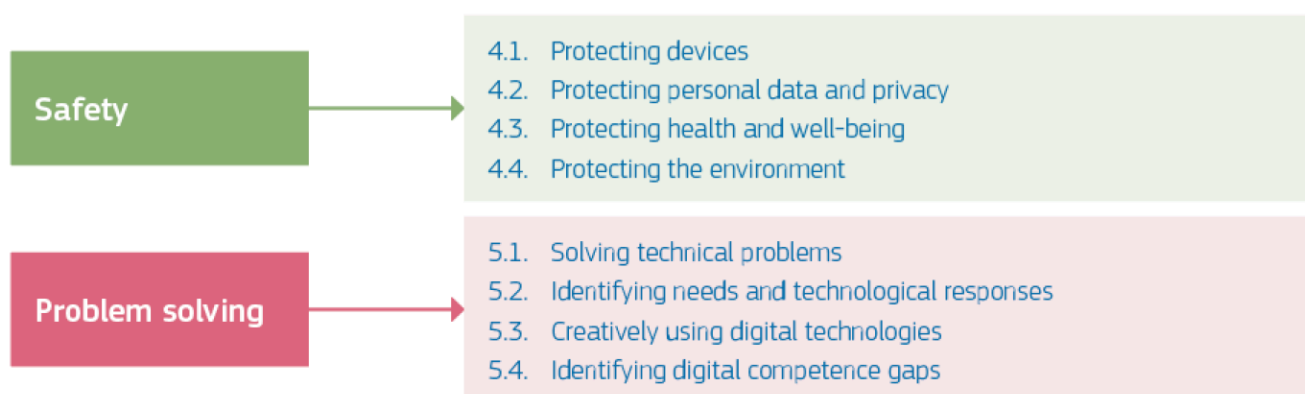 Safety
4.1. Protecting devices
4.2. Protecting personal data and privacy
4.3. Protecting health and well-being
4.4. Protecting the environment
Problem solving
5.1. Solving technical problems
5.2. Identifying needs and technological responses
5.3. Creatively using digital technologies
5.4. Identifying digital competence gaps